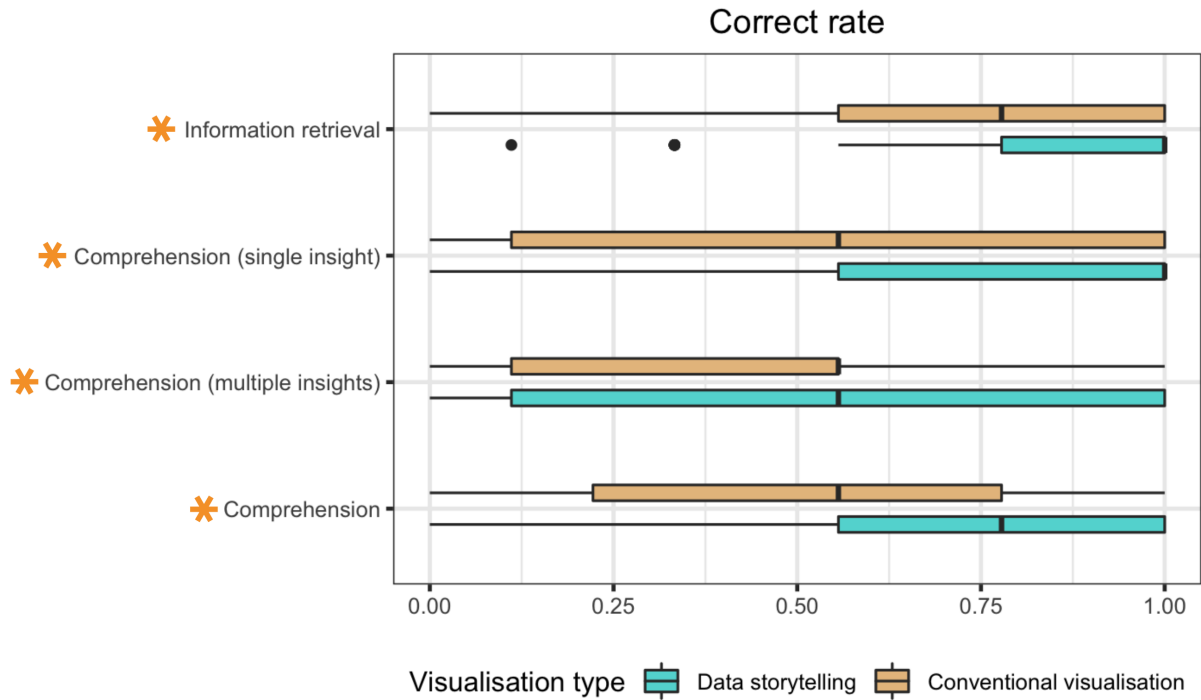 Correct rate
Information retrieval
Comprehension (single insight)
Comprehension (multiple insights)
Comprehension
0.00 0.25 0.50 0.75 1.00
Visualisation type Data storytelling Conventional visualisation